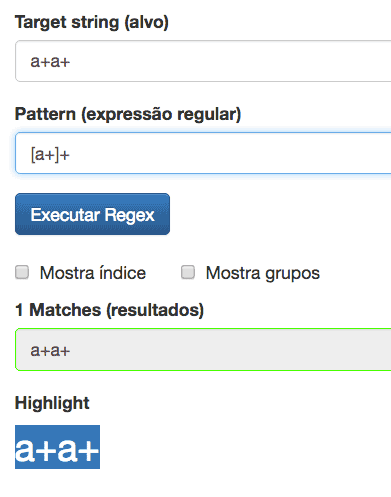 Target string (alvo)
a+a+
Pattern (expressão regular)
[a+]+
Executar Regex
Mostra índice Mostra grupos
1 Matches (resultados)
a+a+
Highlight
a+a+